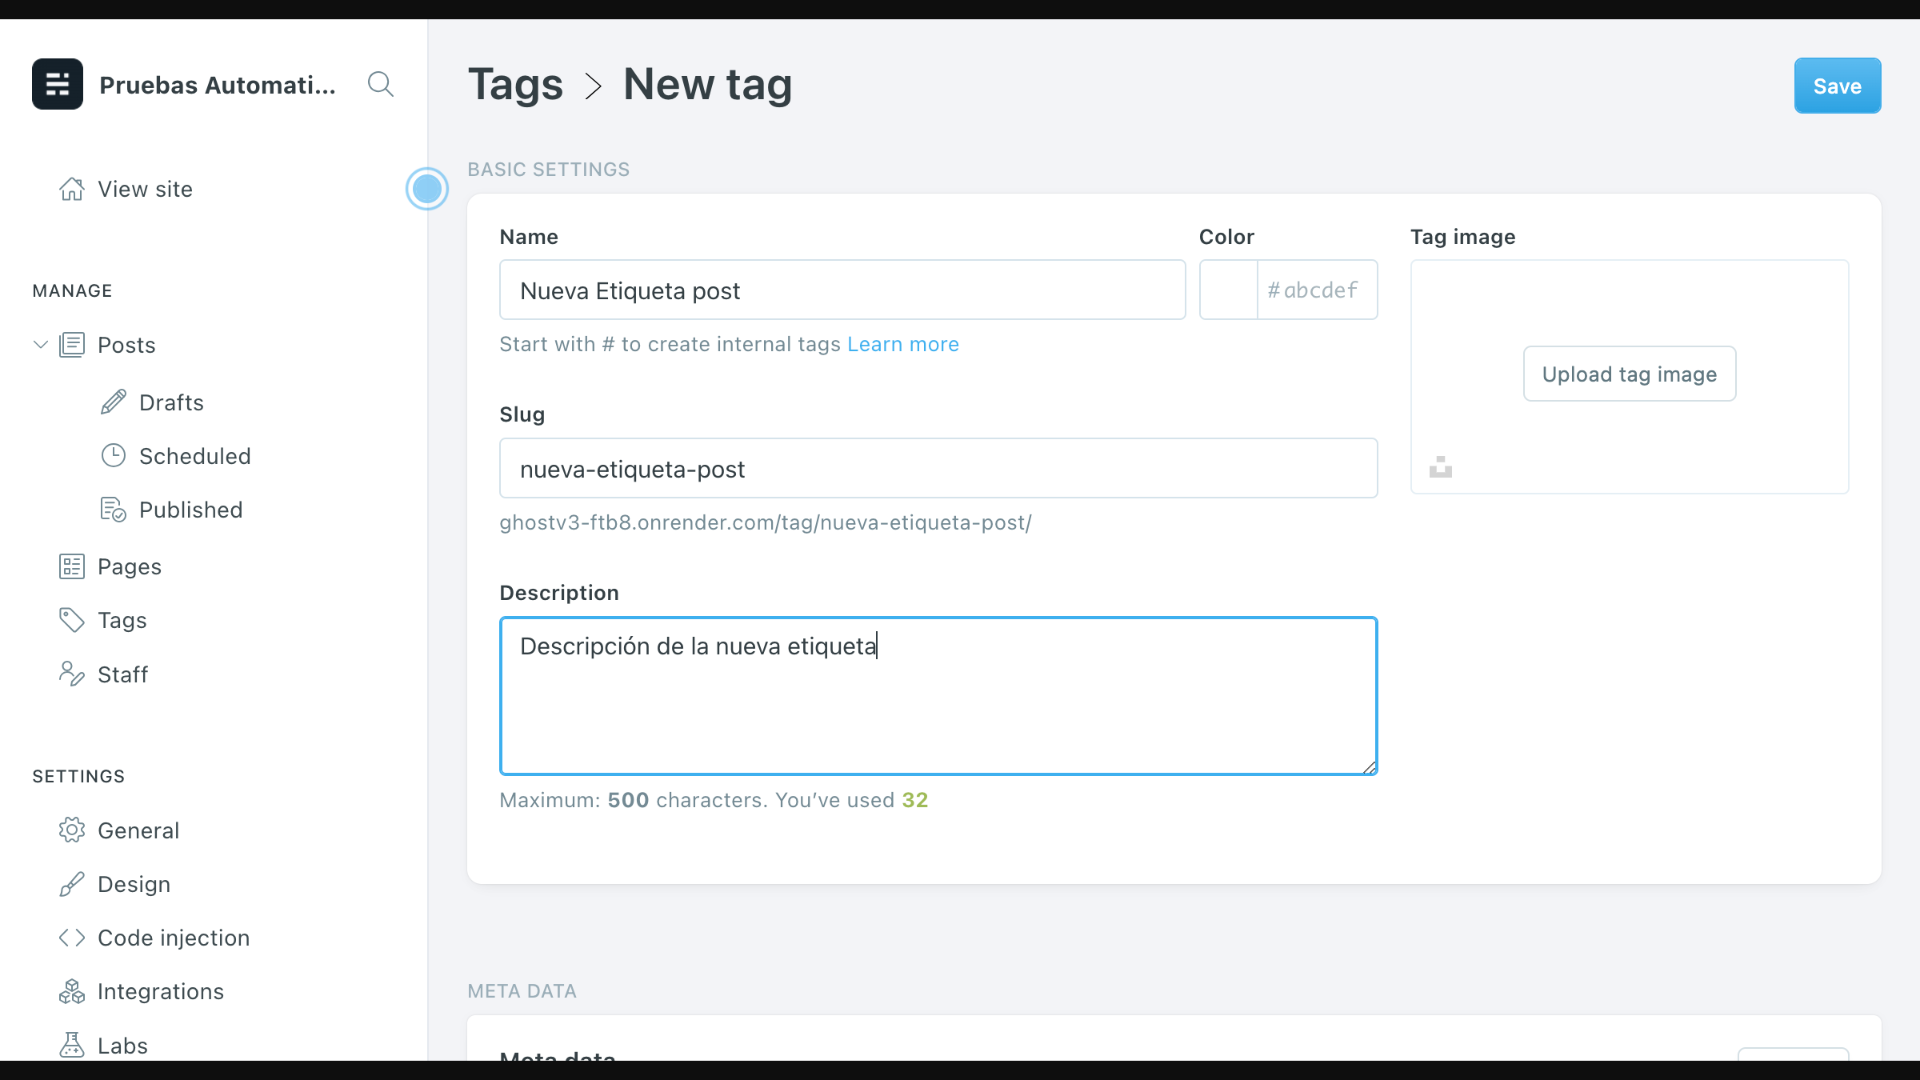 Pruebas Automati...
View site
MANAGE
Posts
Drafts
Scheduled
Published
Pages
Tags
Staff
SETTINGS
General
Design
Code injection
Integrations
Labs
Tags > New tag
Save
BASIC SETTINGS
Name
Nueva Etiqueta post
Start with # to create internal tags Learn more
Color
#abcdef
Tag image
Upload tag image
Slug
nueva-etiqueta-post
ghostv3-ftb8.onrender.com/tag/nueva-etiqueta-post/
Description
Descripción de la nueva etiqueta
Maximum: 500 characters. You’ve used 32
META DATA
Meta data